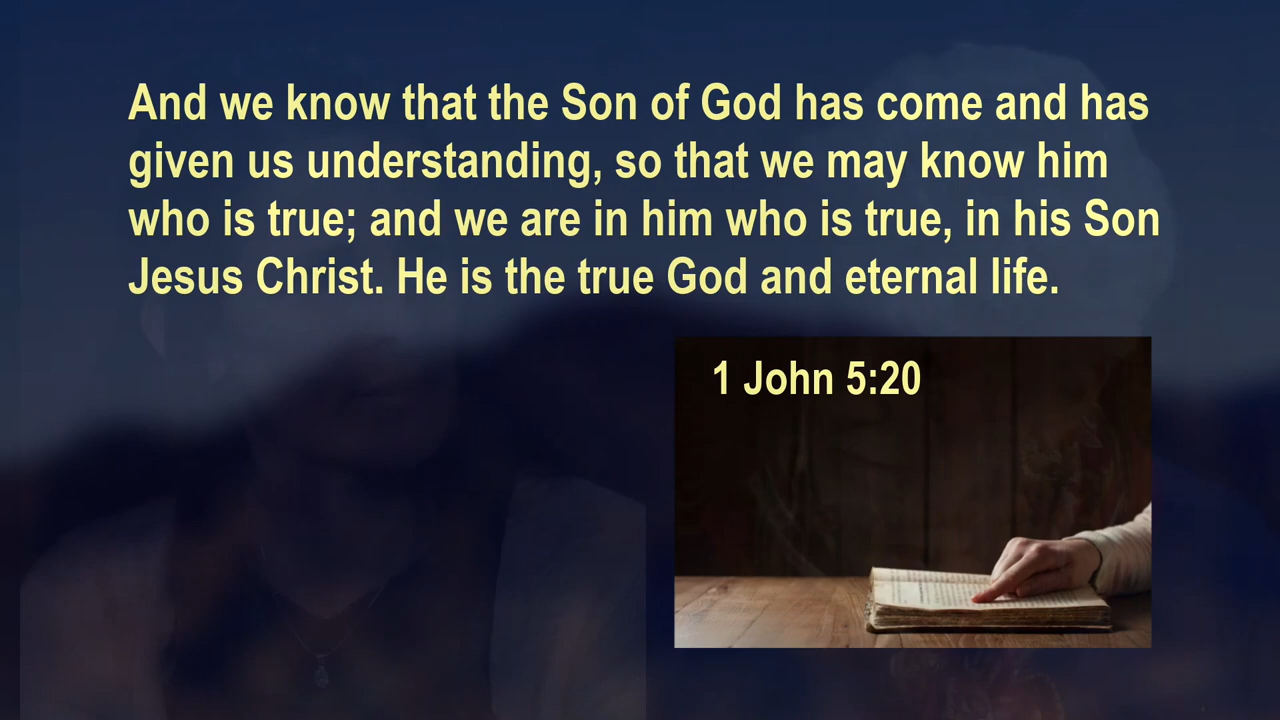 And we know that the Son of God has come and has
given us understanding, so that we may know him
who is true; and we are in him who is true, in his Son
Jesus Christ. He is the true God and eternal life.
1 John 5:20